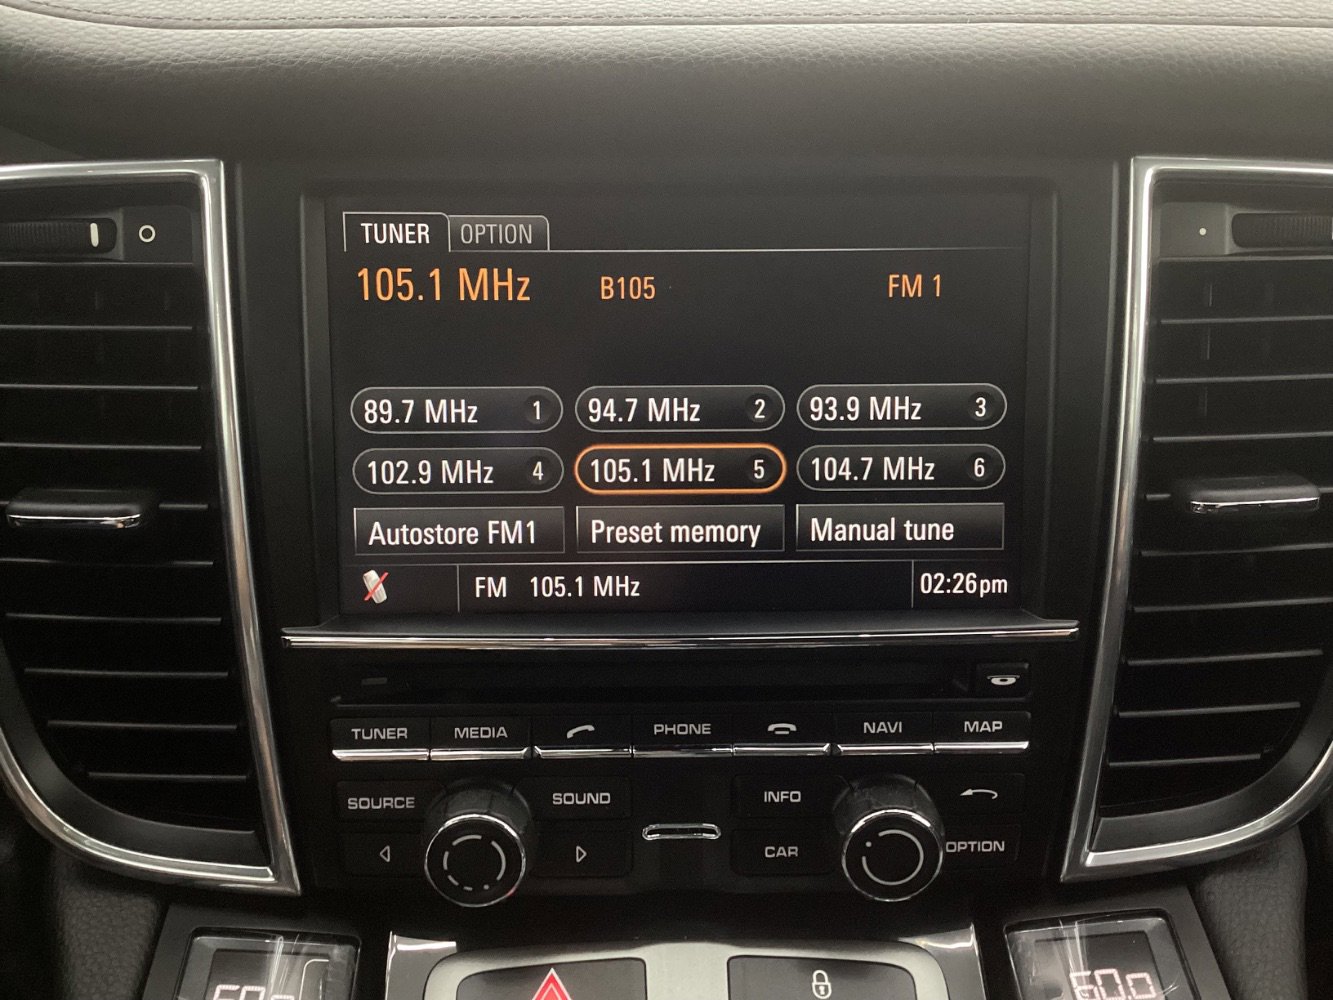 TUNER OPTION
105.1 MHz B105 FM 1
89.7 MHz 1 94.7 MHz 2 93.9 MHz 3
102.9 MHz 4 105.1 MHz 5 104.7 MHz 6
Autostore FM1 Preset memory Manual tune
FM 105.1 MHz 02:26pm
TUNER MEDIA PHONE NAVI MAP
SOURCE SOUND INFO
CAR OPTION